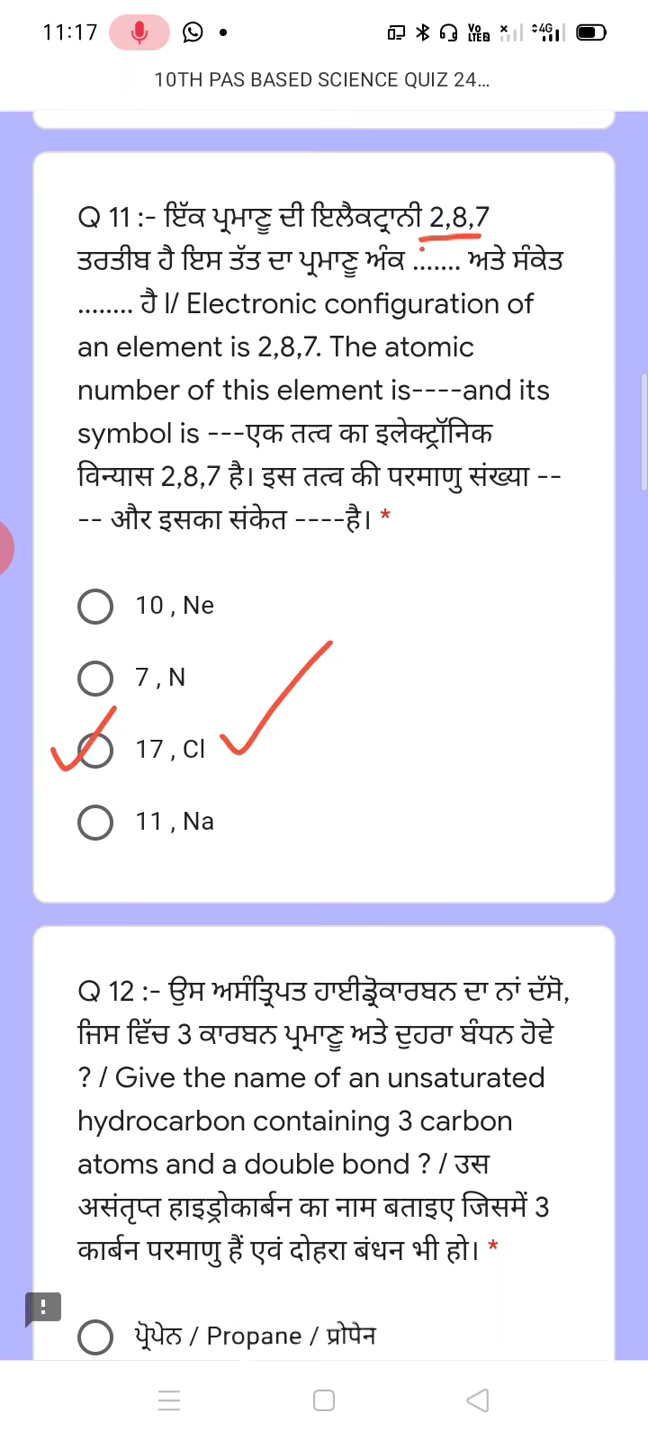 11:17
Vo
LTE2
4G
10TH PAS BASED SCIENCE QUIZ 24...
Q 11 :- ਇੱਕ ਪ੍ਰਮਾਣੂ ਦੀ ਇਲੈਕਟ੍ਰਾਨੀ 2,8,7
ਤਰਤੀਬ ਹੈ ਇਸ ਤੱਤ ਦਾ ਪ੍ਰਮਾਣੂ ਅੰਕ ....... ਅਤੇ ਸੰਕੇਤ
........ ਹੈ l/ Electronic configuration of
an element is 2,8,7. The atomic
number of this element is----and its
symbol is ---एक तत्व का इलेक्ट्रॉनिक
विन्यास 2,8,7 है। इस तत्व की परमाणु संख्या --
-- और इसका संकेत ----है। *
10 , Ne
7 , N
17 , Cl
11 , Na
Q 12 :- ਉਸ ਅਸੰਤ੍ਰਿਪਤ ਹਾਈਡ੍ਰੋਕਾਰਬਨ ਦਾ ਨਾਂ ਦੱਸੋ,
ਜਿਸ ਵਿੱਚ 3 ਕਾਰਬਨ ਪ੍ਰਮਾਣੂ ਅਤੇ ਦੁਹਰਾ ਬੰਧਨ ਹੋਵੇ
? / Give the name of an unsaturated
hydrocarbon containing 3 carbon
atoms and a double bond ? / उस
असंतृप्त हाइड्रोकार्बन का नाम बताइए जिसमें 3
कार्बन परमाणु हैं एवं दोहरा बंधन भी हो। *
ਪ੍ਰੋਪੇਨ / Propane / प्रोपेन